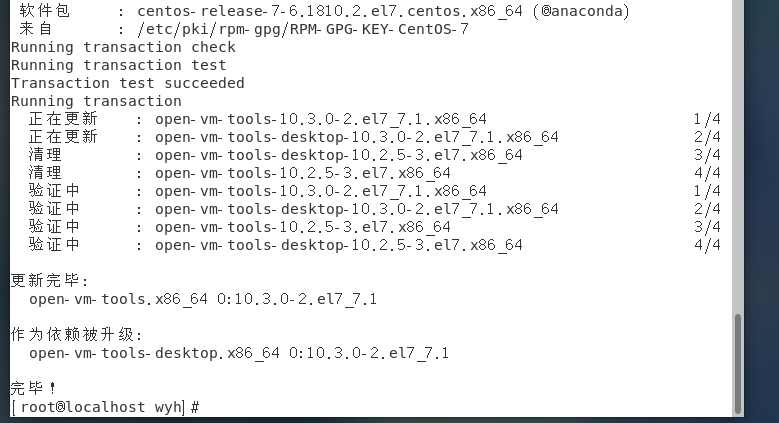 软件包 : centos-release-7-6.1810.2.el7.centos.x86_64 (@anaconda)
来自 : /etc/pki/rpm-gpg/RPM-GPG-KEY-CentOS-7
Running transaction check
Running transaction test
Transaction test succeeded
Running transaction
正在更新 : open-vm-tools-10.3.0-2.el7_7.1.x86_64 1/4
正在更新 : open-vm-tools-desktop-10.3.0-2.el7_7.1.x86_64 2/4
清理 : open-vm-tools-desktop-10.2.5-3.el7.x86_64 3/4
清理 : open-vm-tools-10.2.5-3.el7.x86_64 4/4
验证中 : open-vm-tools-10.3.0-2.el7_7.1.x86_64 1/4
验证中 : open-vm-tools-desktop-10.3.0-2.el7_7.1.x86_64 2/4
验证中 : open-vm-tools-10.2.5-3.el7.x86_64 3/4
验证中 : open-vm-tools-desktop-10.2.5-3.el7.x86_64 4/4
更新完毕:
open-vm-tools.x86_64 0:10.3.0-2.el7_7.1
作为依赖被升级:
open-vm-tools-desktop.x86_64 0:10.3.0-2.el7_7.1
完毕！
[root@localhost wyh]#